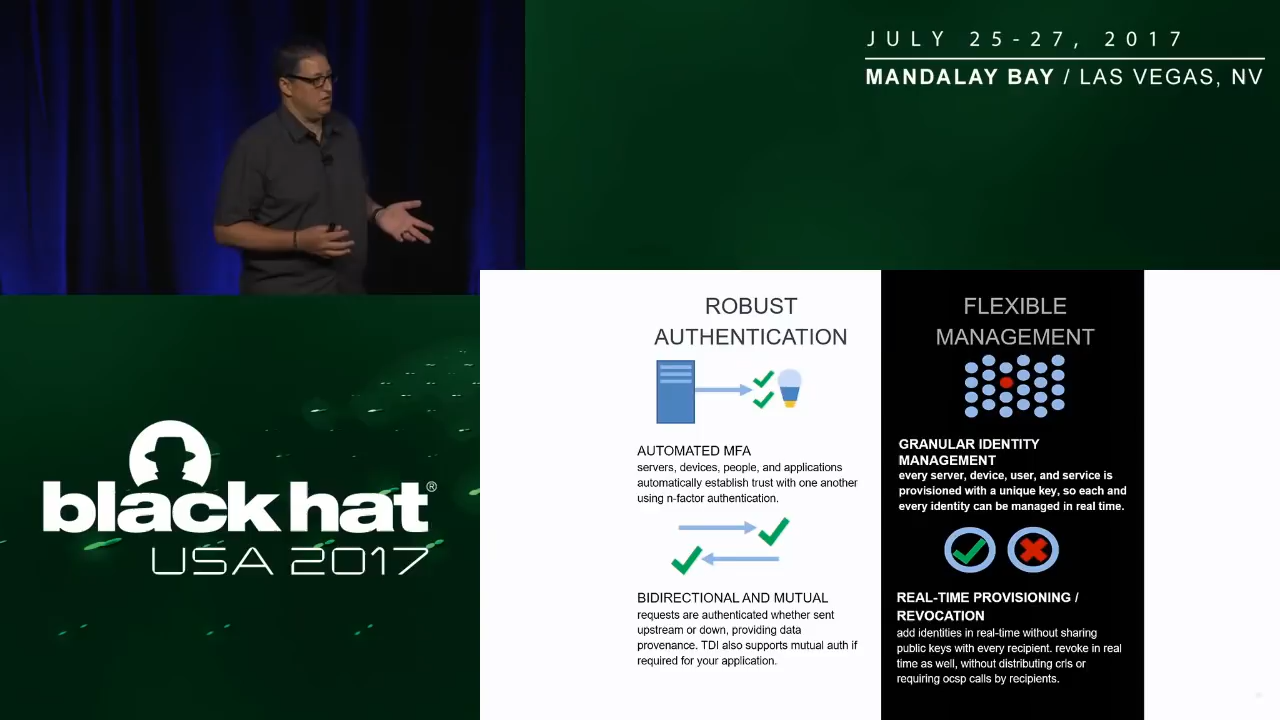 JULY 25-27, 2017
MANDALAY BAY / LAS VEGAS, NV
black hat®
USA 2017
ROBUST
AUTHENTICATION
AUTOMATED MFA
servers, devices, people, and applications
automatically establish trust with one another
using n-factor authentication.
BIDIRECTIONAL AND MUTUAL
requests are authenticated whether sent
upstream or down, providing data
provenance. TDI also supports mutual auth if
required for your application.
FLEXIBLE
MANAGEMENT
GRANULAR IDENTITY
MANAGEMENT
every server, device, user, and service is
provisioned with a unique key, so each and
every identity can be managed in real time.
REAL-TIME PROVISIONING /
REVOCATION
add identities in real-time without sharing
public keys with every recipient. revoke in real
time as well, without distributing crls or
requiring ocsp calls by recipients.